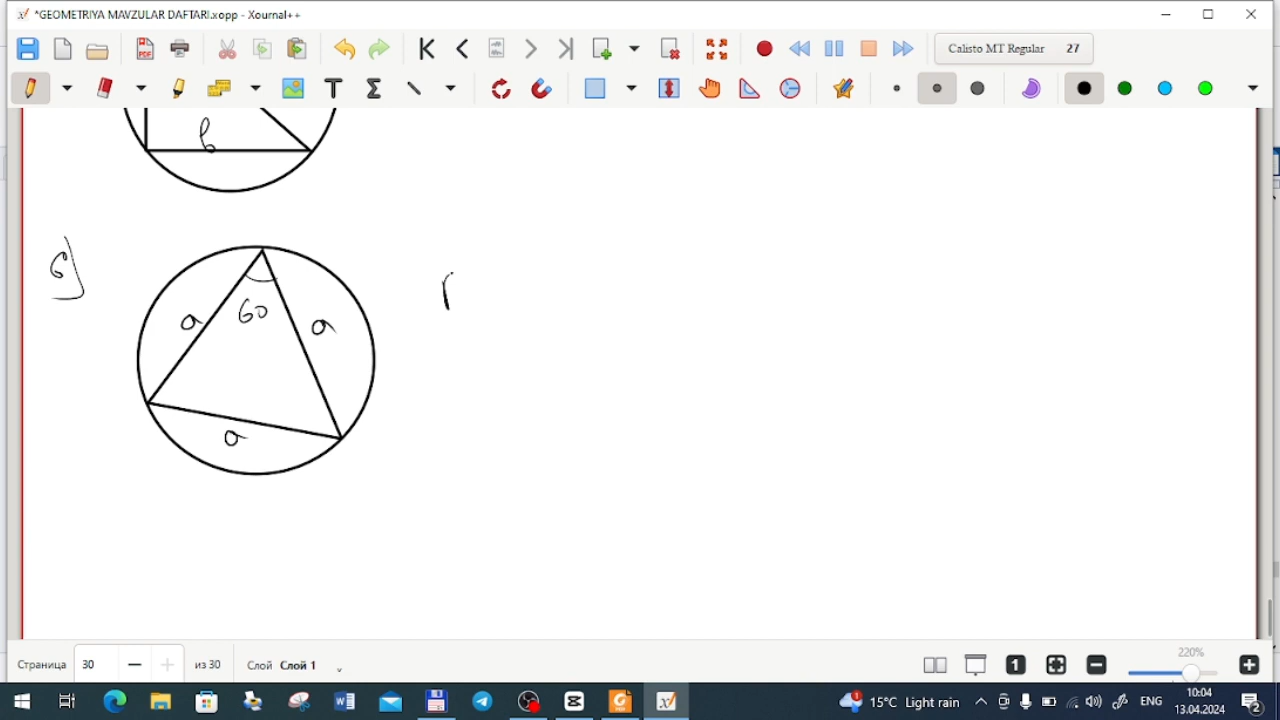 *GEOMETRIYA MAVZULAR DAFTARI.xopp - Xournal++
Calisto MT Regular 27
b
6)
60
a
a
a
Страница 30 из 30 Слой Слой 1 220%
15°C Light rain ENG 10:04
13.04.2024